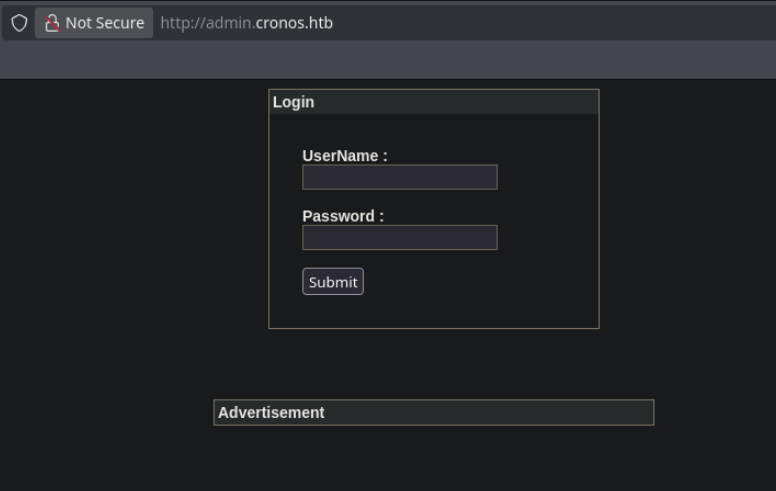 Not Secure http://admin.cronos.htb
Login
UserName :
Password :
Submit
Advertisement